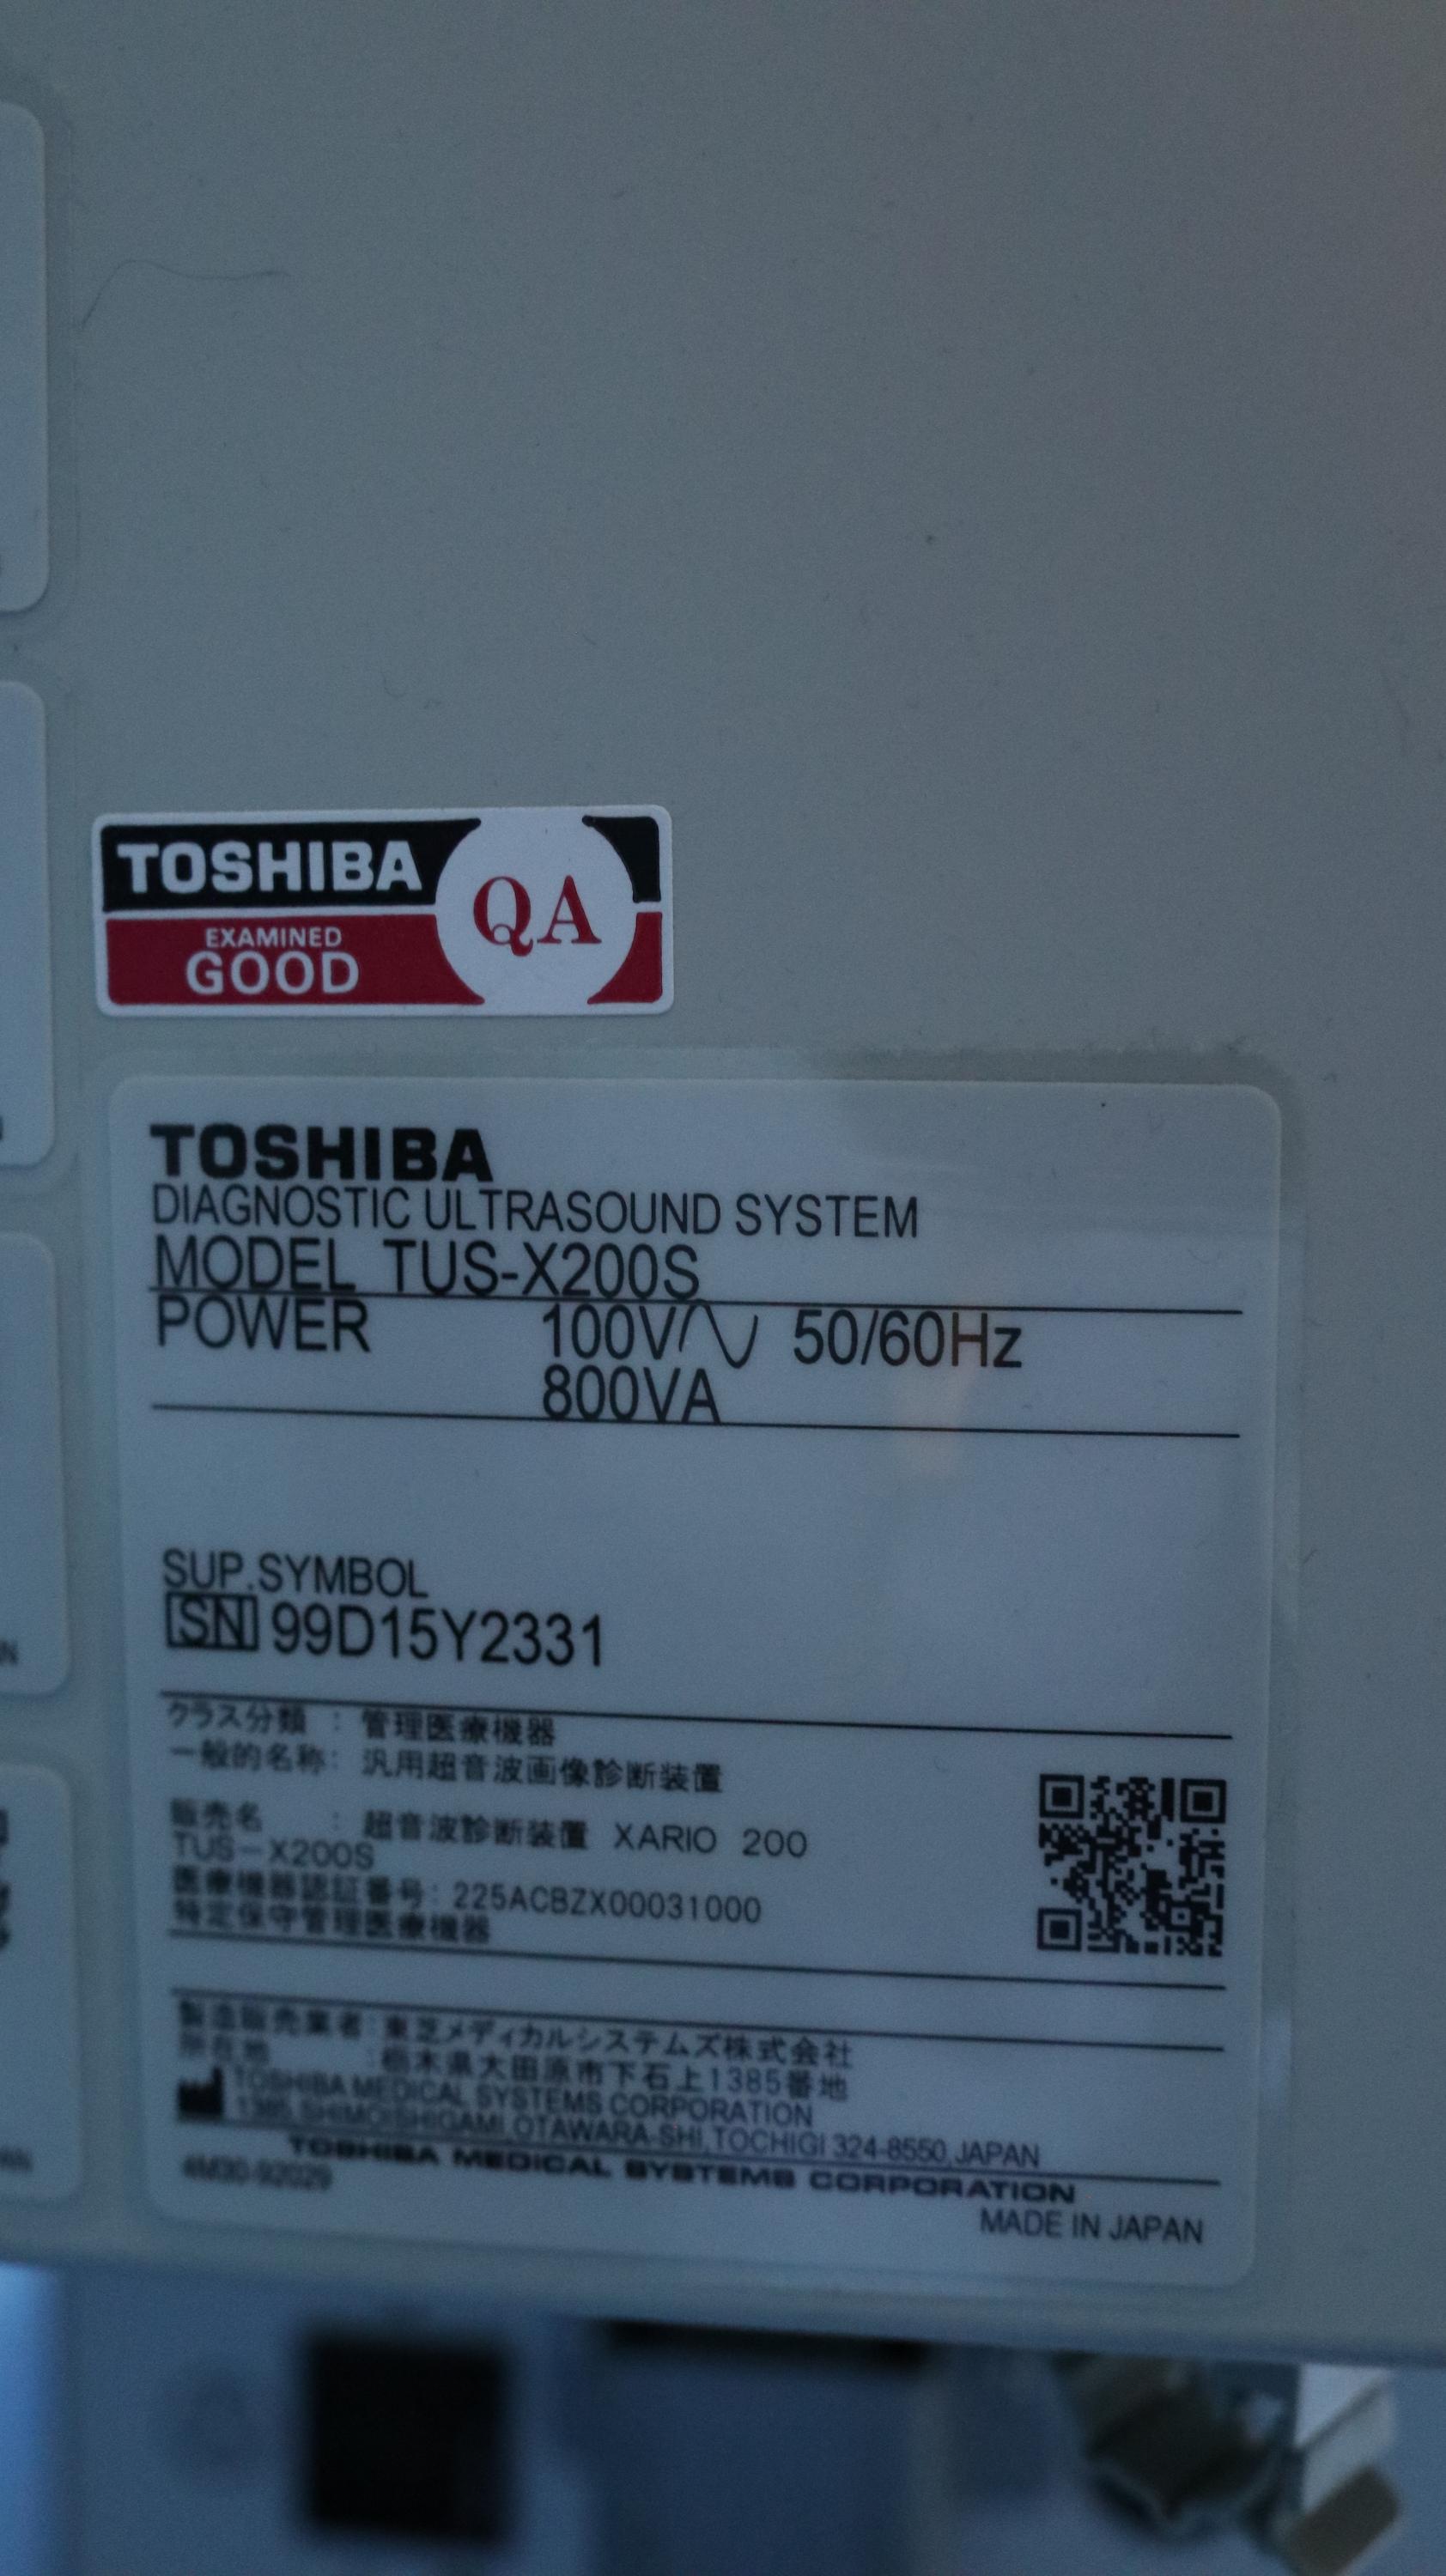 TOSHIBA
EXAMINED
GOOD
QA
TOSHIBA
DIAGNOSTIC ULTRASOUND SYSTEM
MODEL TUS-X200S
POWER 100V 50/60Hz
800VA
SUP.SYMBOL
SN 99D15Y2331
クラス分類 : 管理医療機器
一般的名称: 汎用超音波画像診断装置
販売名 : 超音波診断装置 XARIO 200
TUS-X200S
医療機器認証番号: 225ACBZX00031000
特定保守管理医療機器
製造販売業者: 東芝メディカルシステムズ株式会社
所在地 :栃木県大田原市下石上1385番地
TOSHIBA MEDICAL SYSTEMS CORPORATION
1385, SHIMOISHIGAMI, OTAWARA-SHI, TOCHIGI 324-8550, JAPAN
TOSHIBA MEDICAL SYSTEMS CORPORATION
MADE IN JAPAN